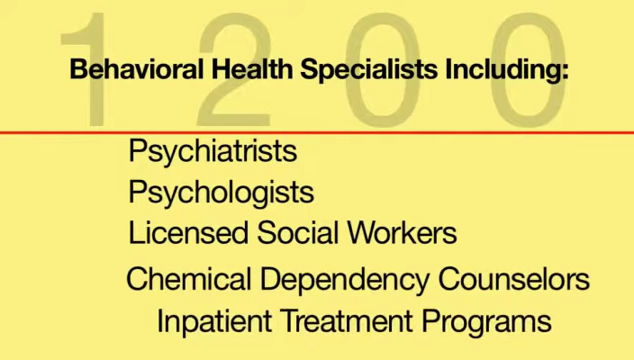 1200
Behavioral Health Specialists Including:
Psychiatrists
Psychologists
Licensed Social Workers
Chemical Dependency Counselors
Inpatient Treatment Programs